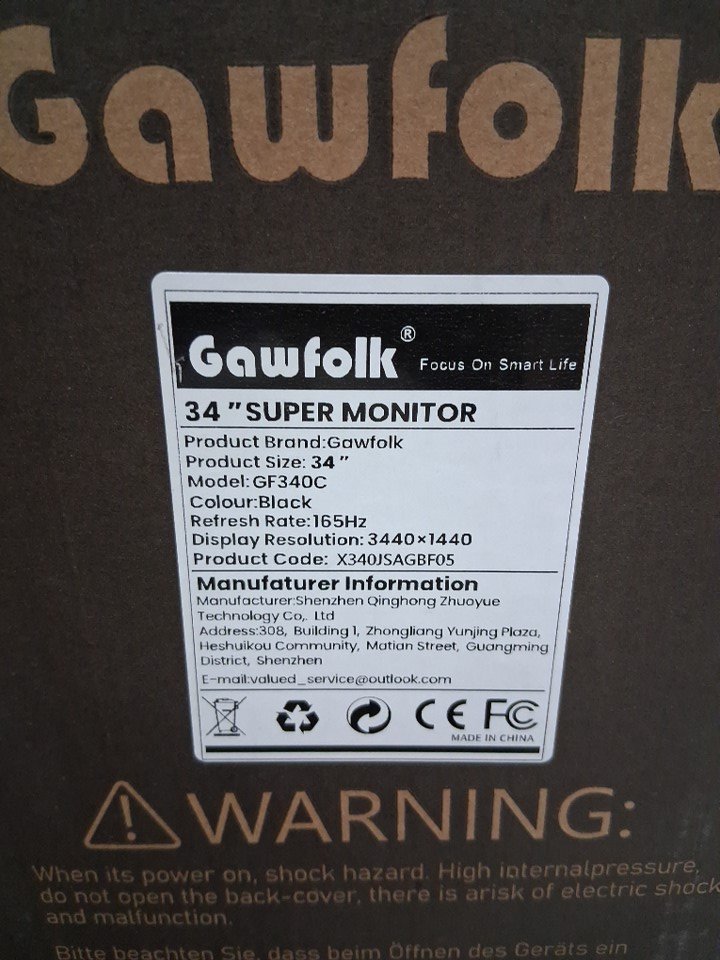 Gawfolk
Gawfolk®
Focus On Smart Life
34 " SUPER MONITOR
Product Brand:Gawfolk
Product Size: 34 "
Model:GF340C
Colour:Black
Refresh Rate:165Hz
Display Resolution: 3440×1440
Product Code: X340JSAGBF05
Manufaturer Information
Manufacturer:Shenzhen Qinghong Zhuoyue
Technology Co,. Ltd
Address:308, Building 1, Zhongliang Yunjing Plaza,
Heshuikou Community, Matian Street, Guangming
District, Shenzhen
E-mail:valued_service@outlook.com
CE FC
MADE IN CHINA
WARNING:
When its power on, shock hazard. High internalpressure,
do not open the back-cover, there is arisk of electric shock
and malfunction.
Bitte beachten Sie, dass beim Öffnen des Geräts ein